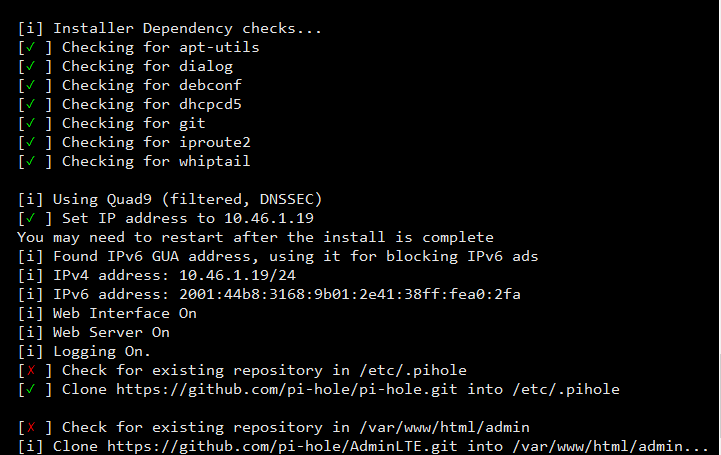 [i] Installer Dependency checks...
[✓ ] Checking for apt-utils
[✓ ] Checking for dialog
[✓ ] Checking for debconf
[✓ ] Checking for dhcpcd5
[✓ ] Checking for git
[✓ ] Checking for iproute2
[✓ ] Checking for whiptail
[i] Using Quad9 (filtered, DNSSEC)
[✓ ] Set IP address to 10.46.1.19
You may need to restart after the install is complete
[i] Found IPv6 GUA address, using it for blocking IPv6 ads
[i] IPv4 address: 10.46.1.19/24
[i] IPv6 address: 2001:44b8:3168:9b01:2e41:38ff:fea0:2fa
[i] Web Interface On
[i] Web Server On
[i] Logging On.
[✗ ] Check for existing repository in /etc/.pihole
[✓ ] Clone https://github.com/pi-hole/pi-hole.git into /etc/.pihole
[✗ ] Check for existing repository in /var/www/html/admin
[i] Clone https://github.com/pi-hole/AdminLTE.git into /var/www/html/admin...